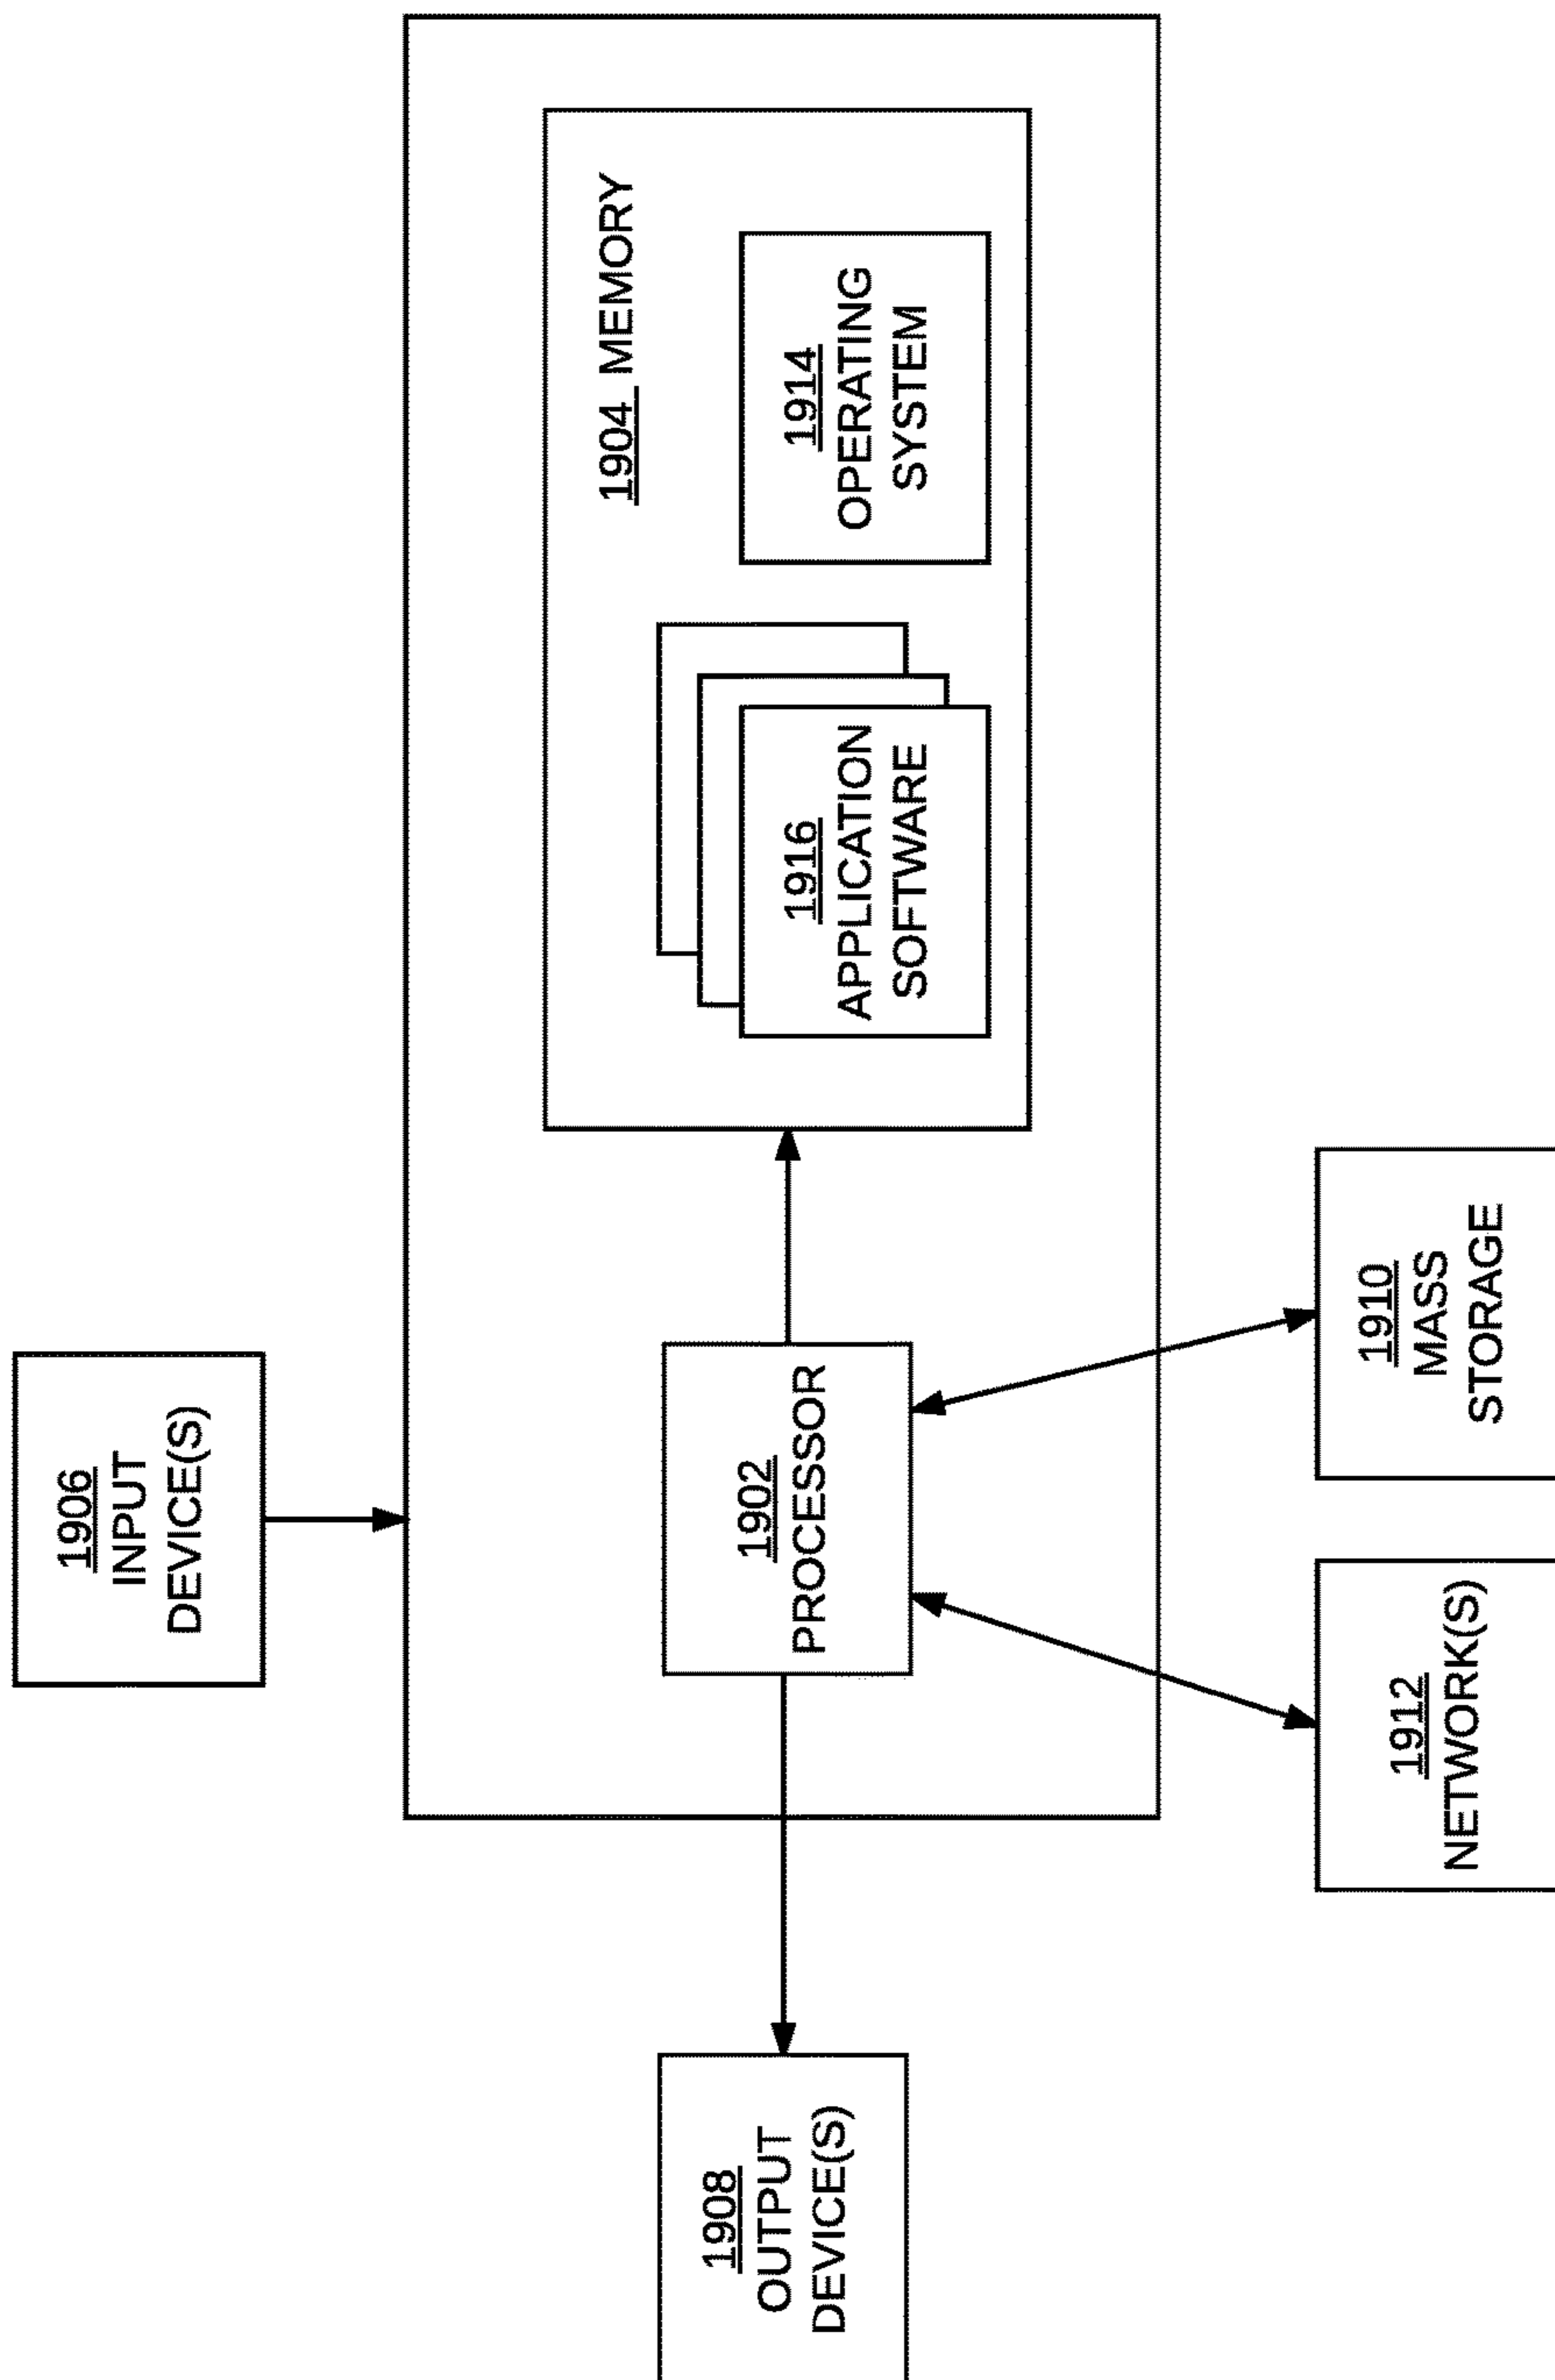 1906
INPUT
DEVICE(S)
1904 MEMORY
1916
APPLICATION
SOFTWARE
1914
OPERATING
SYSTEM
1908
OUTPUT
DEVICE(S)
1902
PROCESSOR
1912
NETWORK(S)
1910
MASS
STORAGE